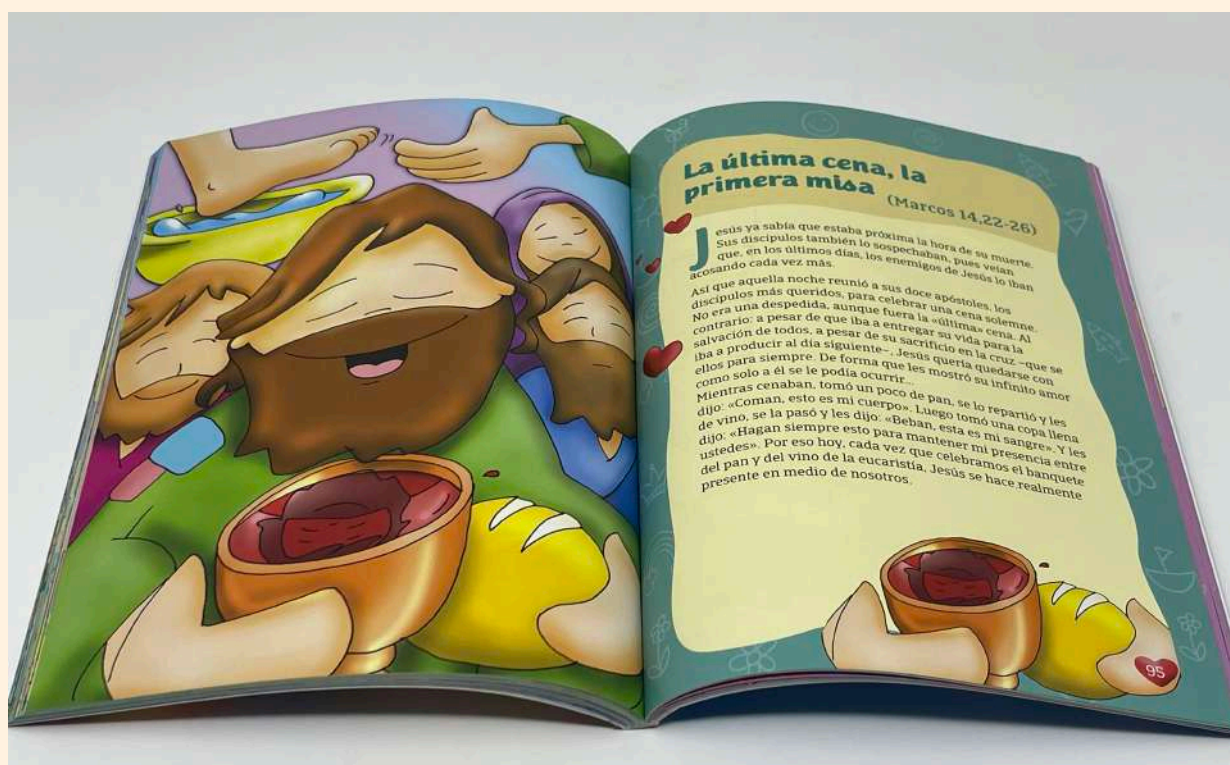 La última cena, la
primera misa
(Marcos 14,22-26)
Jesús ya sabía que estaba próxima la hora de su muerte.
Sus discípulos también lo sospechaban, pues veían
que, en los últimos días, los enemigos de Jesús lo iban
acosando cada vez más.
Así que aquella noche reunió a sus doce apóstoles, los
discípulos más queridos, para celebrar una cena solemne.
No era una despedida, aunque fuera la «última» cena. Al
contrario: a pesar de que iba a entregar su vida para la
salvación de todos, a pesar de su sacrificio en la cruz –que se
iba a producir al día siguiente–, Jesús quería quedarse con
ellos para siempre. De forma que les mostró su infinito amor
como solo a él se le podía ocurrir...
Mientras cenaban, tomó un poco de pan, se lo repartió y les
dijo: «Coman, esto es mi cuerpo». Luego tomó una copa llena
de vino, se la pasó y les dijo: «Beban, esta es mi sangre». Y les
dijo: «Hagan siempre esto para mantener mi presencia entre
ustedes». Por eso hoy, cada vez que celebramos el banquete
del pan y del vino de la eucaristía, Jesús se hace realmente
presente en medio de nosotros.
95